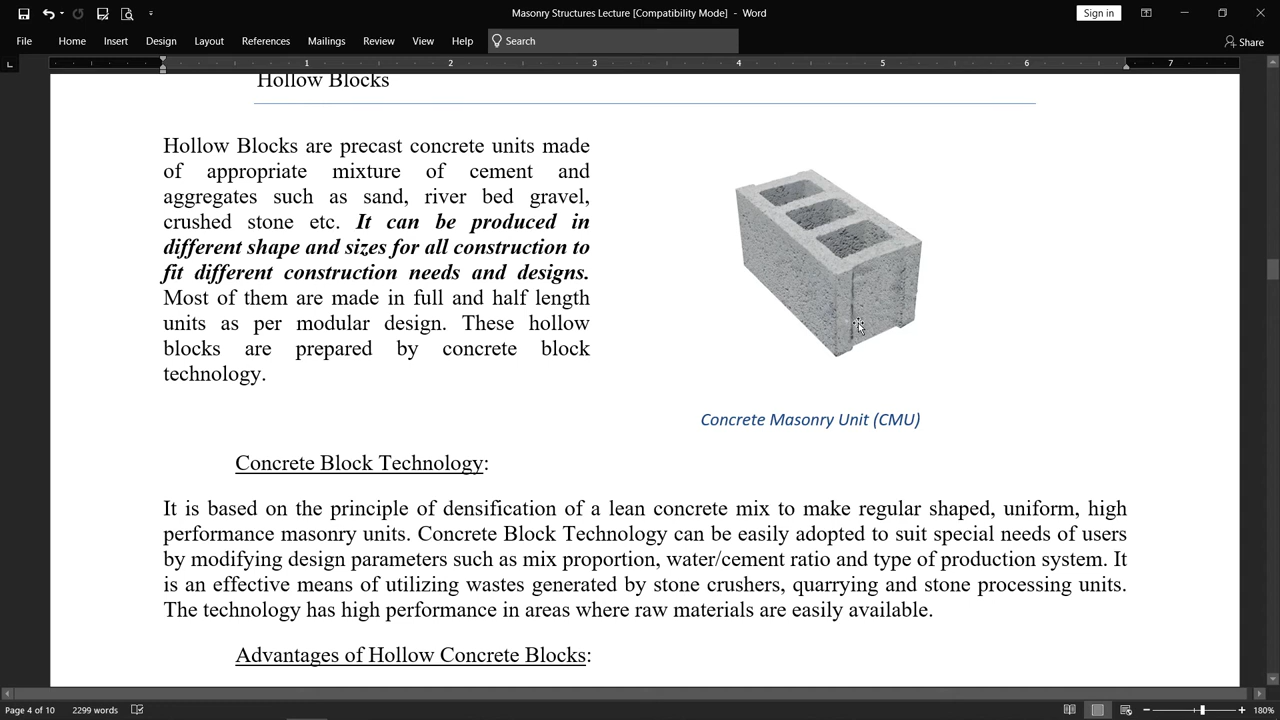 Masonry Structures Lecture [Compatibility Mode] - Word
Sign in
File Home Insert Design Layout References Mailings Review View Help Search Share
1 2 3 4 5 6 7
Hollow Blocks
Hollow Blocks are precast concrete units made
of appropriate mixture of cement and
aggregates such as sand, river bed gravel,
crushed stone etc. It can be produced in
different shape and sizes for all construction to
fit different construction needs and designs.
Most of them are made in full and half length
units as per modular design. These hollow
blocks are prepared by concrete block
technology.
Concrete Masonry Unit (CMU)
Concrete Block Technology:
It is based on the principle of densification of a lean concrete mix to make regular shaped, uniform, high
performance masonry units. Concrete Block Technology can be easily adopted to suit special needs of users
by modifying design parameters such as mix proportion, water/cement ratio and type of production system. It
is an effective means of utilizing wastes generated by stone crushers, quarrying and stone processing units.
The technology has high performance in areas where raw materials are easily available.
Advantages of Hollow Concrete Blocks:
Page 4 of 10 2299 words 180%